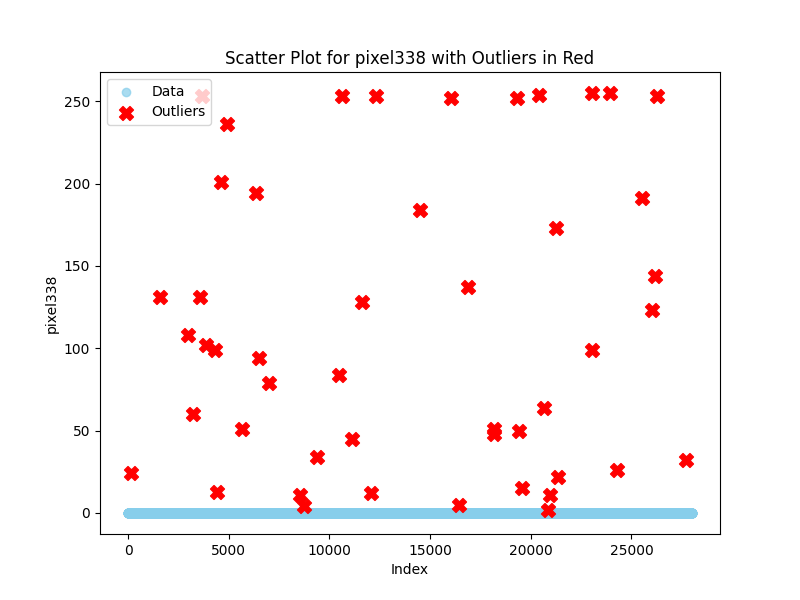 Scatter Plot for pixel338 with Outliers in Red
Data
Outliers
250
200
150
100
50
0
pixel338
0 5000 10000 15000 20000 25000
Index